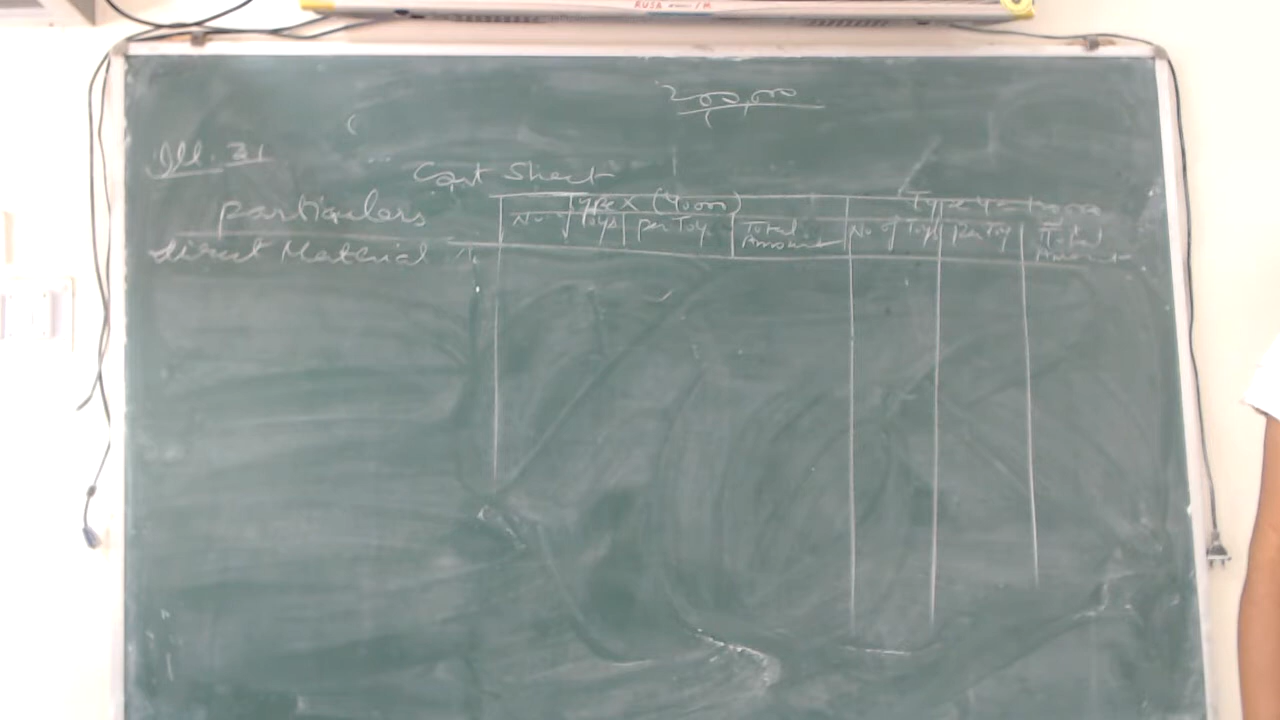 Ill. 31
Cost Sheet
particulars
Type X (4000)
Type Y
No of Toys per Toy Total Amount No of Toys per Toy Total Amount
Direct Material